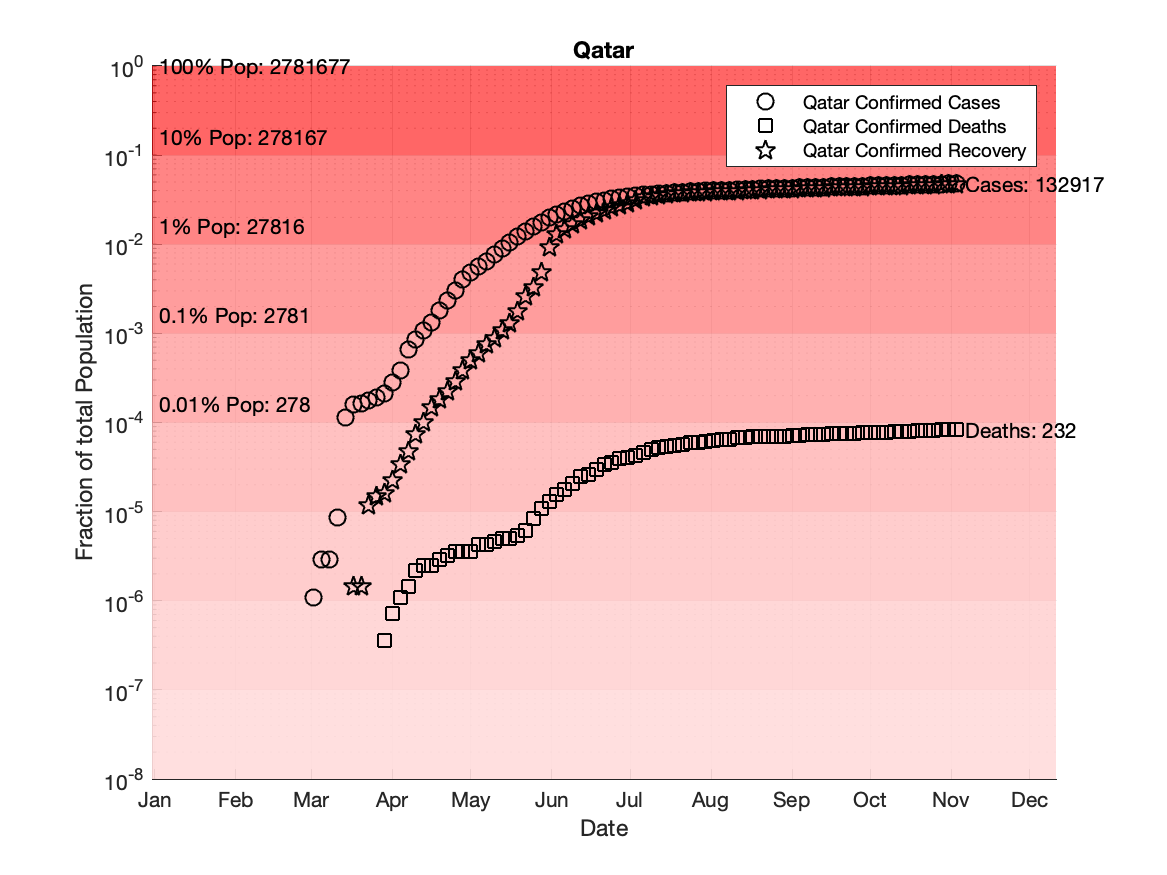 Qatar
10^0
100% Pop: 2781677
Qatar Confirmed Cases
Qatar Confirmed Deaths
Qatar Confirmed Recovery
10% Pop: 278167
10^-1
Cases: 132917
1% Pop: 27816
10^-2
0.1% Pop: 2781
10^-3
0.01% Pop: 278
10^-4
Deaths: 232
10^-5
10^-6
10^-7
10^-8
Fraction of total Population
Jan Feb Mar Apr May Jun Jul Aug Sep Oct Nov Dec
Date